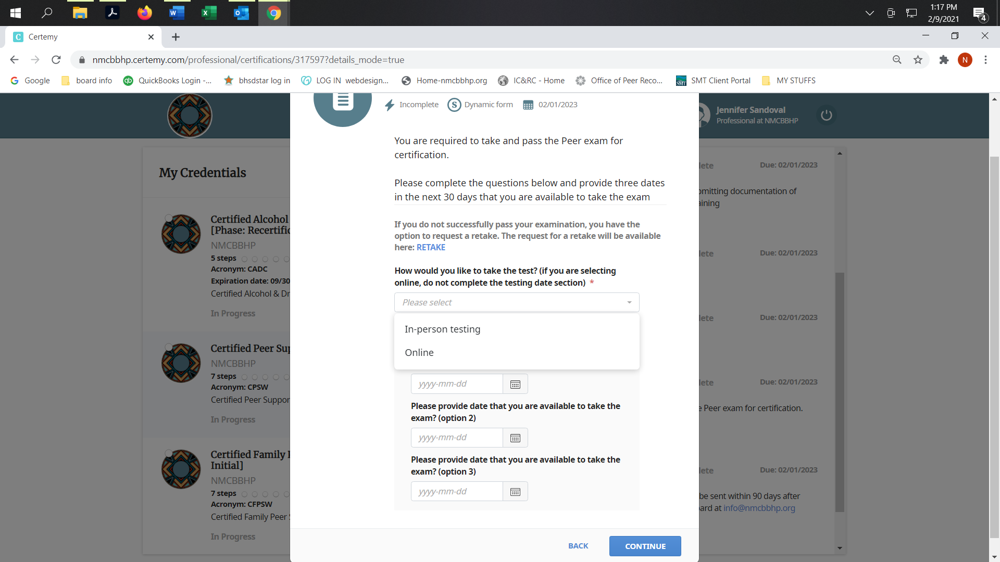 1:17 PM
2/9/2021
4
Certemy
nmcbbhp.certemy.com/professional/certifications/317597?details_mode=true
N
Google
board info
QuickBooks Login -...
bhsdstar log in
LOG IN webdesign...
Home-nmcbbhp.org
IC&RC - Home
Office of Peer Reco...
SMT Client Portal
MY STUFFS
Incomplete
Dynamic form
02/01/2023
Jennifer Sandoval
Professional at NMCBBHP
My Credentials
Certified Alcohol
[Phase: Recertific
NMCBBHP
5 steps
Acronym: CADC
Expiration date: 09/30
Certified Alcohol & Dr
In Progress
Certified Peer Sup
NMCBBHP
7 steps
Acronym: CPSW
Certified Peer Suppor
In Progress
Certified Family P
Initial]
NMCBBHP
7 steps
Acronym: CFPSW
Certified Family Peer
In Progress
You are required to take and pass the Peer exam for
certification.
Please complete the questions below and provide three dates
in the next 30 days that you are available to take the exam
If you do not successfully pass your examination, you have the
option to request a retake. The request for a retake will be available
here: RETAKE
How would you like to take the test? (if you are selecting
online, do not complete the testing date section) *
Please select
In-person testing
Online
yyyy-mm-dd
Please provide date that you are available to take the
exam? (option 2)
yyyy-mm-dd
Please provide date that you are available to take the
exam? (option 3)
yyyy-mm-dd
BACK
CONTINUE
lete
Due: 02/01/2023
omitting documentation of
aining
lete
Due: 02/01/2023
lete
Due: 02/01/2023
lete
Due: 02/01/2023
e Peer exam for certification.
lete
Due: 02/01/2023
be sent within 90 days after
ard at info@nmcbbhp.org